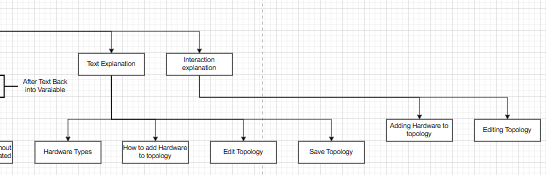 Text Explanation
Interaction
explanation
After Text Back
into Varaiable
Adding Hardware to
topology
Editing Topology
Hardware Types
How to add Hardware
to topology
Edit Topology
Save Topology